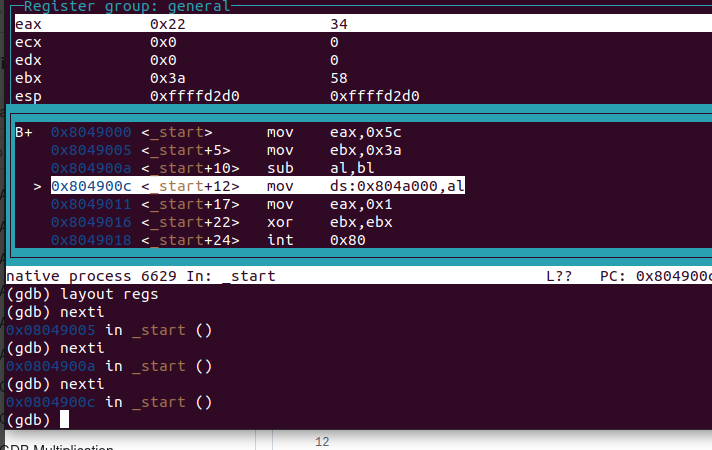 Register group: general
eax 0x22 34
ecx 0x0 0
edx 0x0 0
ebx 0x3a 58
esp 0xffffd2d0 0xffffd2d0
B+ 0x8049000 <_start> mov eax,0x5c
0x8049005 <_start+5> mov ebx,0x3a
0x804900a <_start+10> sub al,bl
> 0x804900c <_start+12> mov ds:0x804a000,al
0x8049011 <_start+17> mov eax,0x1
0x8049016 <_start+22> xor ebx,ebx
0x8049018 <_start+24> int 0x80
native process 6629 In: _start L?? PC: 0x804900c
(gdb) layout regs
(gdb) nexti
0x08049005 in _start ()
(gdb) nexti
0x0804900a in _start ()
(gdb) nexti
0x0804900c in _start ()
(gdb)
GDB Multiplication
12